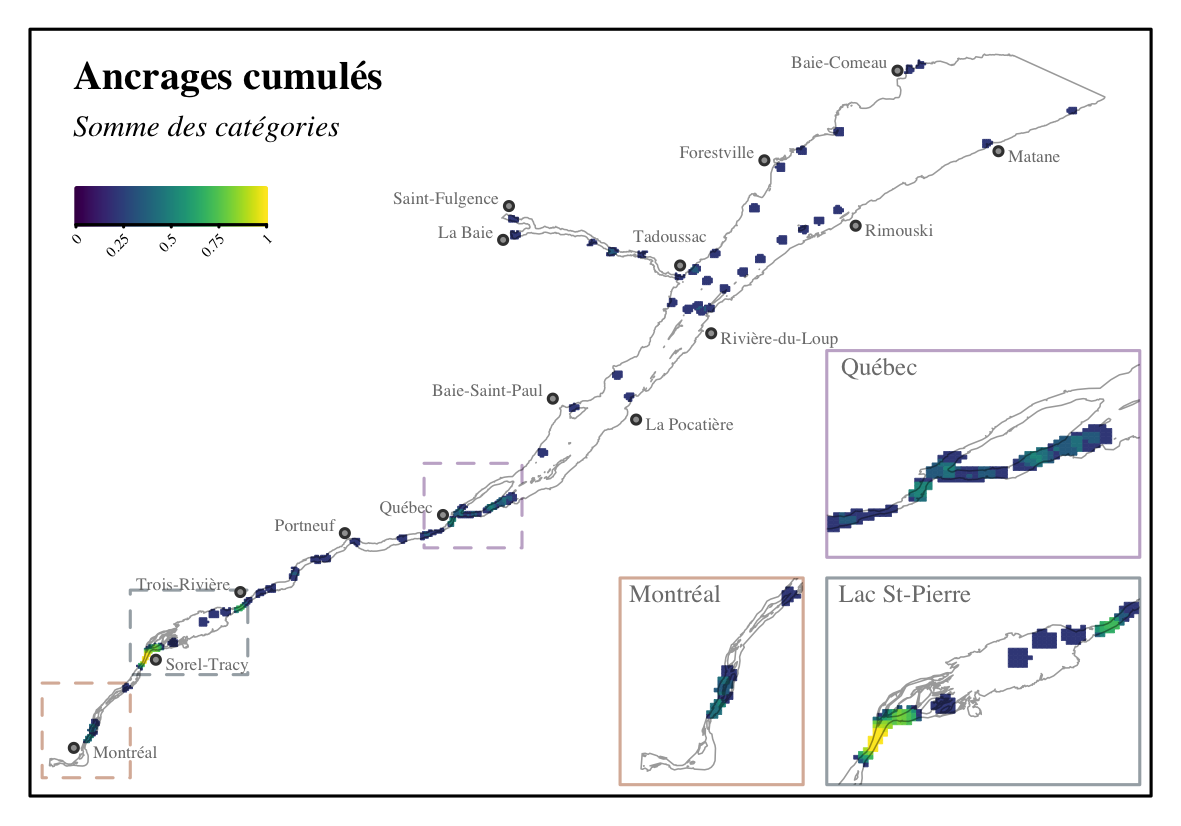 Ancrages cumulés
Somme des catégories
0
0.25
0.5
0.75
1
Baie-Comeau
Forestville
Matane
Saint-Fulgence
La Baie
Tadoussac
Rimouski
Rivière-du-Loup
Baie-Saint-Paul
La Pocatière
Québec
Portneuf
Trois-Rivière
Sorel-Tracy
Montréal
Québec
Montréal
Lac St-Pierre